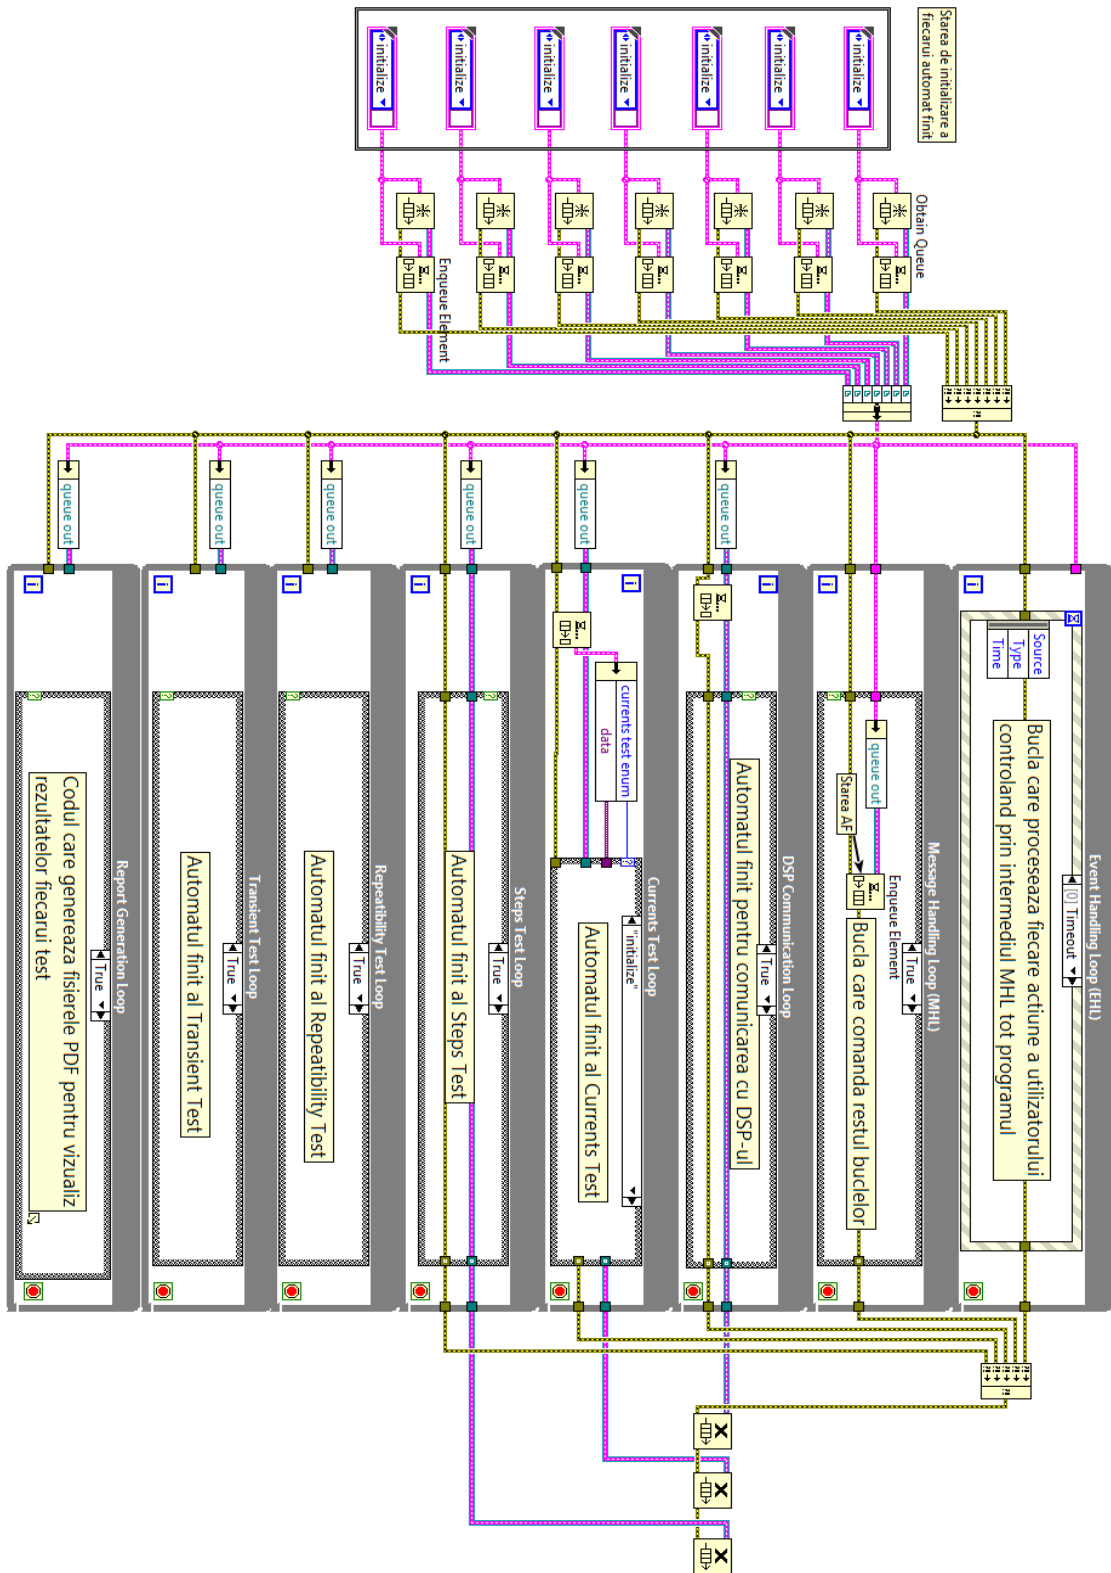 Starea de initializare a
fiecarui automat finit
initialize
initialize
initialize
initialize
initialize
initialize
initialize
Obtain Queue
Enqueue Element
Event Handling Loop (EHL)
[0] Timeout
Source
Type
Time
Bucla care proceseaza fiecare actiune a utilizatorului
controland prin intermediul MHL tot programul
Message Handling Loop (MHL)
True
queue out
Starea AF
Enqueue Element
Bucla care comanda restul buclelor
queue out
DSP Communication Loop
True
Automatul finit pentru comunicarea cu DSP-ul
queue out
Currents Test Loop
"initialize"
currents test enum
data
Automatul finit al Currents Test
queue out
Steps Test Loop
True
Automatul finit al Steps Test
queue out
Repeatibility Test Loop
True
Automatul finit al Repeatibility Test
queue out
Transient Test Loop
True
Automatul finit al Transient Test
queue out
Report Generation Loop
True
Codul care genereaza fisierele PDF pentru vizualiz
rezultatelor fiecarui test